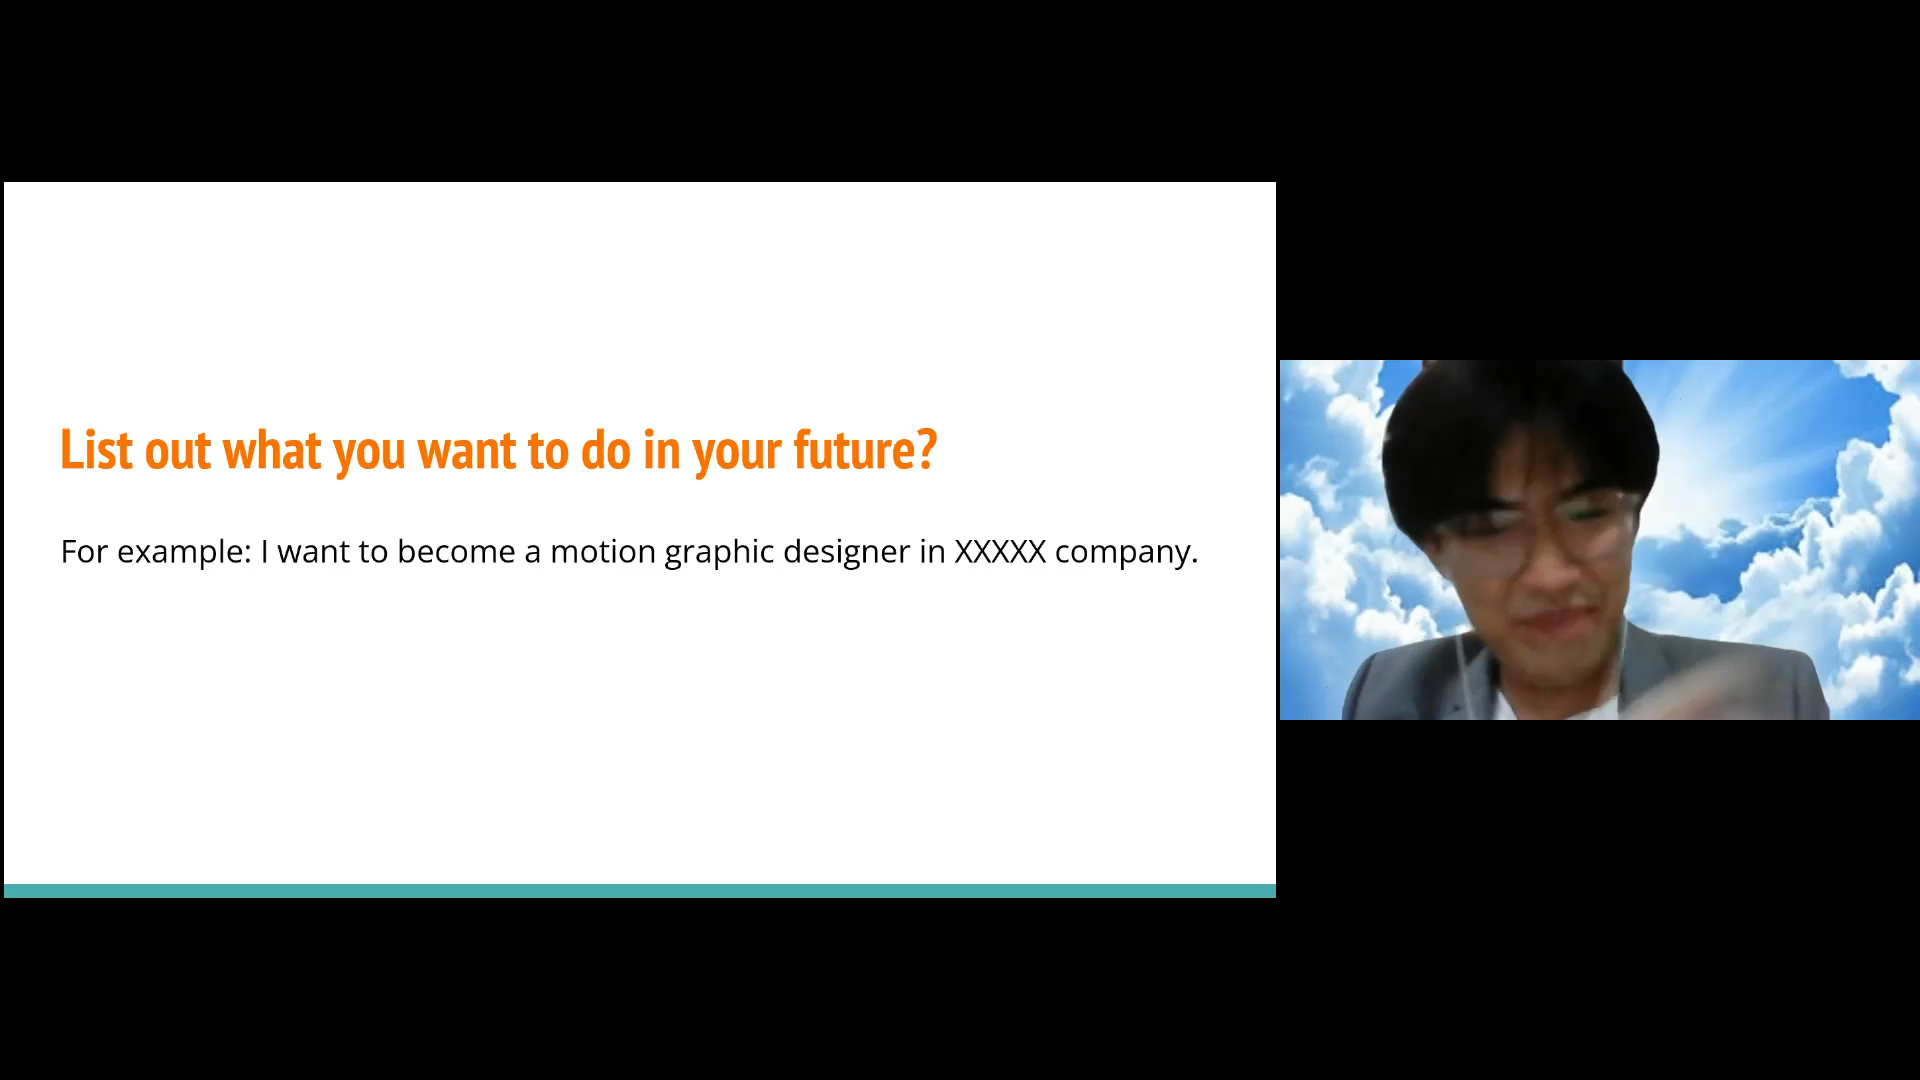 List out what you want to do in your future?
For example: I want to become a motion graphic designer in XXXXX company.